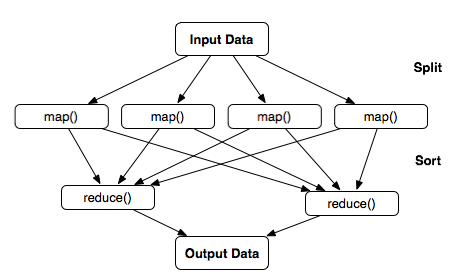 Input Data
Split
map()
map()
map()
map()
Sort
reduce()
reduce()
Output Data